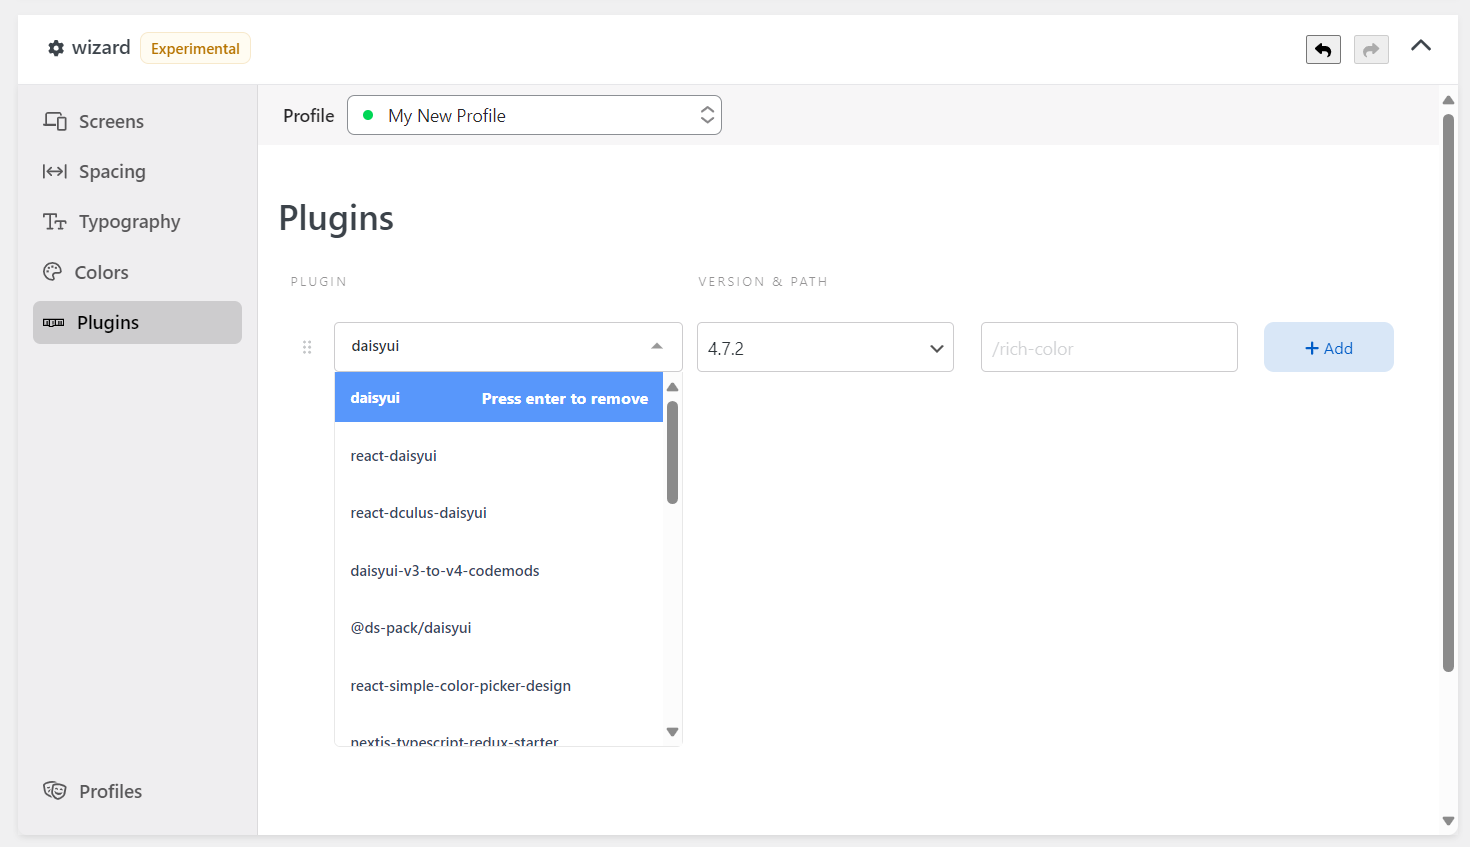 wizard Experimental
Screens
Spacing
Typography
Colors
Plugins
Profiles
Profile My New Profile
Plugins
PLUGIN VERSION & PATH
daisyui 4.7.2 /rich-color + Add
daisyui Press enter to remove
react-daisyui
react-dculus-daisyui
daisyui-v3-to-v4-codemods
@ds-pack/daisyui
react-simple-color-picker-design
nextjs-typescript-redux-starter